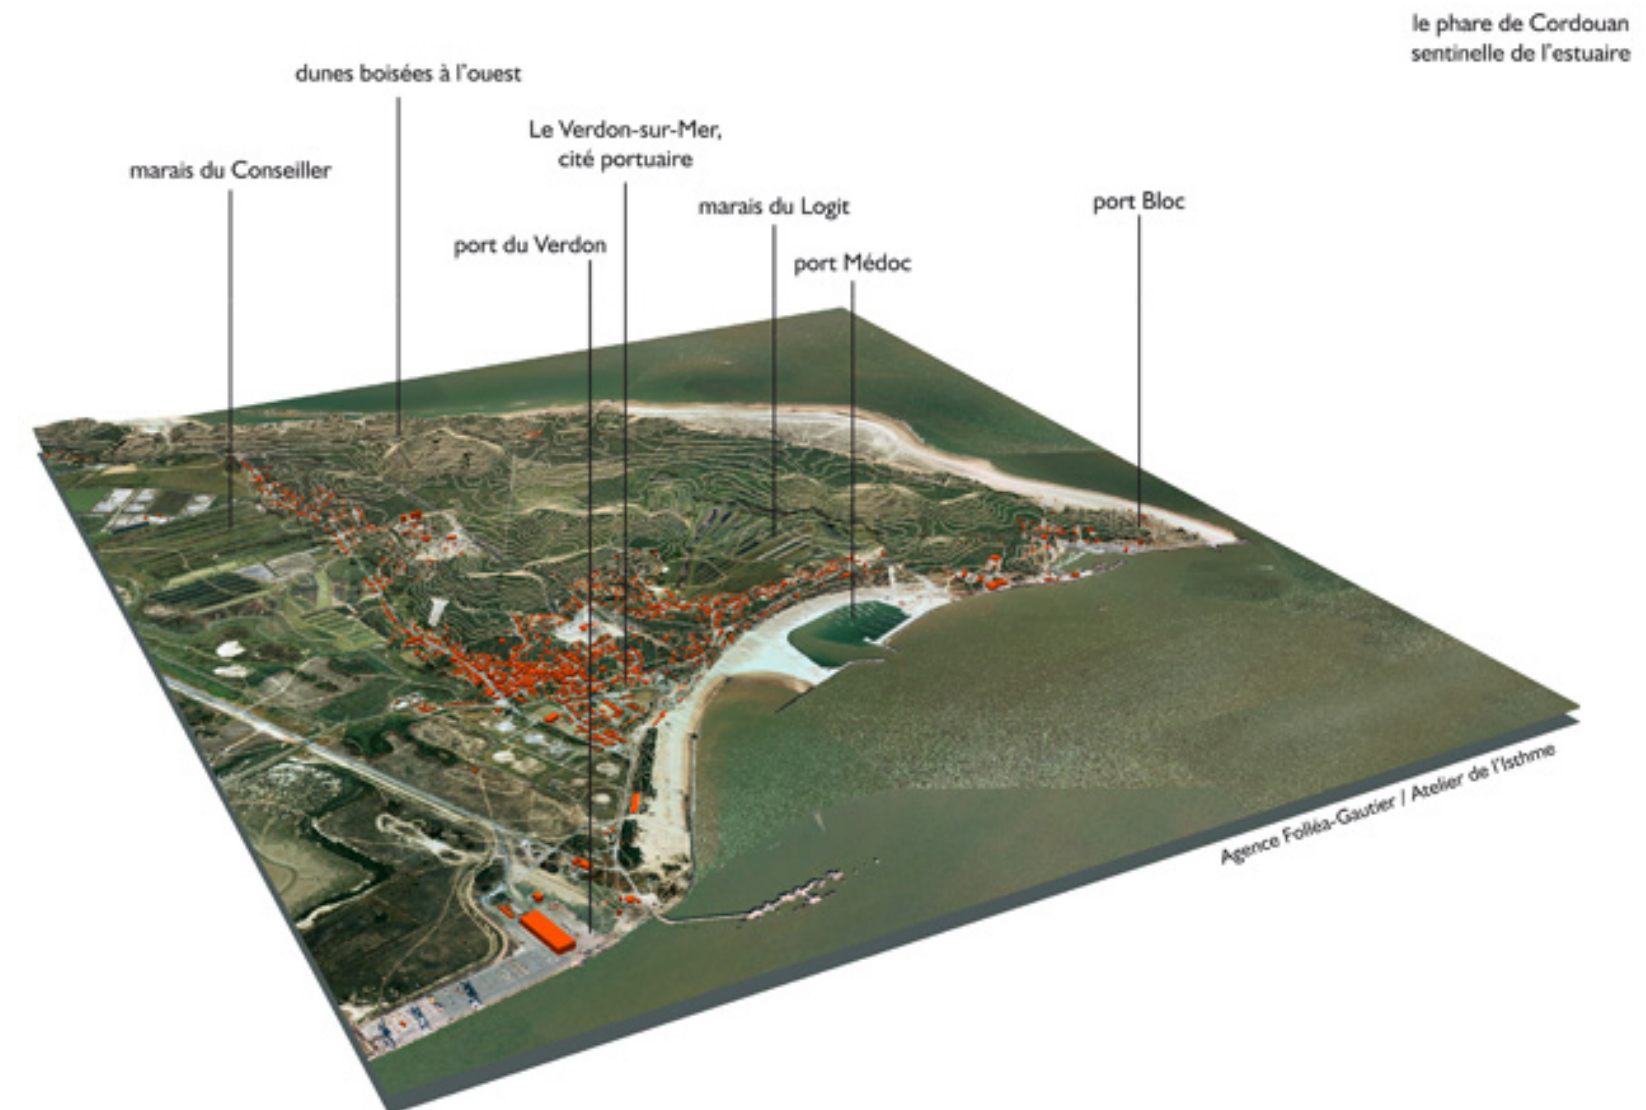 le phare de Cordouan
sentinelle de l'estuaire
dunes boisées à l'ouest
Le Verdon-sur-Mer,
cité portuaire
marais du Conseiller
marais du Logit
port Bloc
port du Verdon
port Médoc
Agence Folléa-Gautier | Atelier de l'Isthme